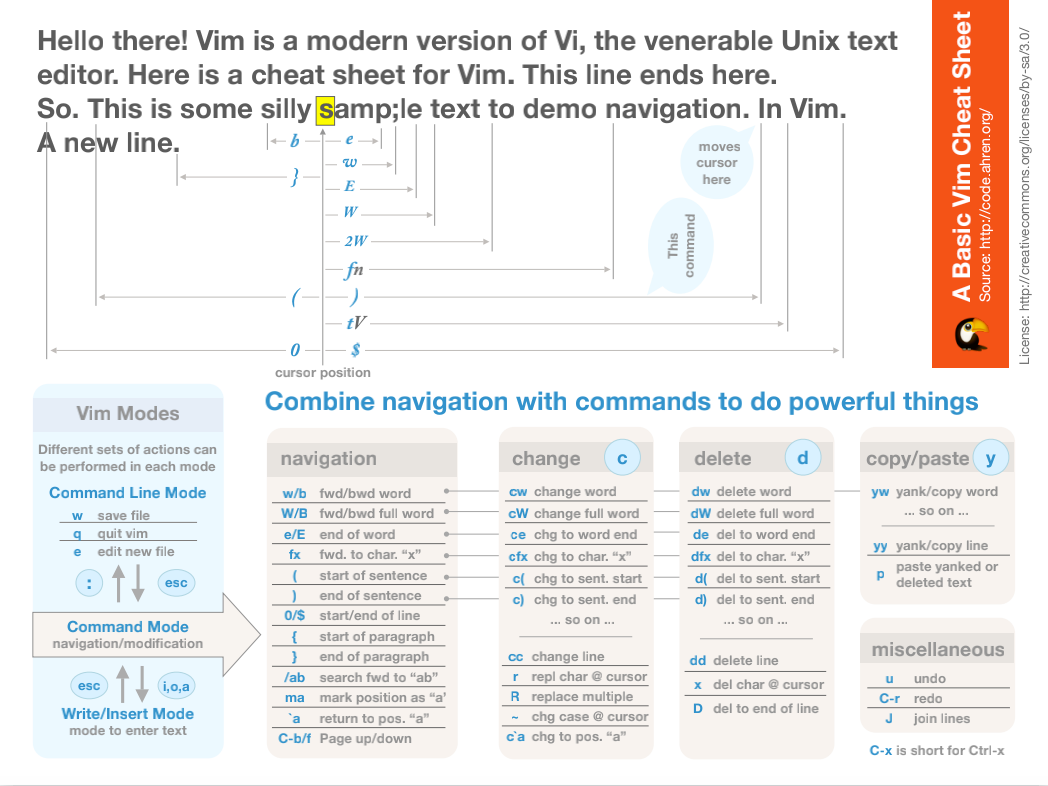 Hello there! Vim is a modern version of Vi, the venerable Unix text
editor. Here is a cheat sheet for Vim. This line ends here.
So. This is some silly samp;le text to demo navigation. In Vim.
A new line.
b e
w
}
E
W
2W
fn
( )
tV
0 $
cursor position
moves
cursor
here
This
command
A Basic Vim Cheat Sheet
Source: http://code.ahren.org/
License: http://creativecommons.org/licenses/by-sa/3.0/
Vim Modes
Different sets of actions can
be performed in each mode
Command Line Mode
w save file
q quit vim
e edit new file
: esc
Command Mode
navigation/modification
esc i,o,a
Write/Insert Mode
mode to enter text
Combine navigation with commands to do powerful things
navigation
w/b fwd/bwd word
W/B fwd/bwd full word
e/E end of word
fx fwd. to char. “x”
( start of sentence
) end of sentence
0/$ start/end of line
{ start of paragraph
} end of paragraph
/ab search fwd to “ab”
ma mark position as “a’
`a return to pos. “a”
C-b/f Page up/down
change c
cw change word
cW change full word
ce chg to word end
cfx chg to char. “x”
c( chg to sent. start
c) chg to sent. end
... so on ...
cc change line
r repl char @ cursor
R replace multiple
~ chg case @ cursor
c`a chg to pos. “a”
delete d
dw delete word
dW delete full word
de del to word end
dfx del to char. “x”
d( del to sent. start
d) del to sent. end
... so on ...
dd delete line
x del char @ cursor
D del to end of line
copy/paste y
yw yank/copy word
... so on ...
yy yank/copy line
p paste yanked or
deleted text
miscellaneous
u undo
C-r redo
J join lines
C-x is short for Ctrl-x